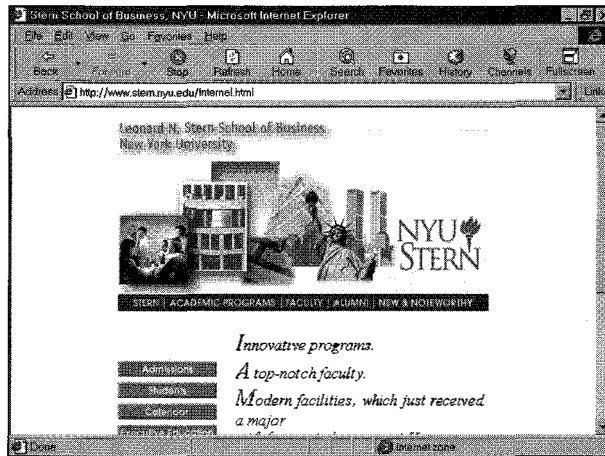 Stern School of Business, NYU - Microsoft Internet Explorer
File Edit View Go Favorites Help
Back Forward Stop Refresh Home Search Favorites History Channels Fullscreen
Address http://www.stern.nyu.edu/Internel.html Links
Leonard N. Stern School of Business
New York University
NYU
STERN
STERN | ACADEMIC PROGRAMS | FACULTY | ALUMNI | NEW & NOTEWORTHY
Innovative programs.
Admissions
A top-notch faculty.
Students
Modern facilities, which just received
Calendar
a major
Done Internet zone